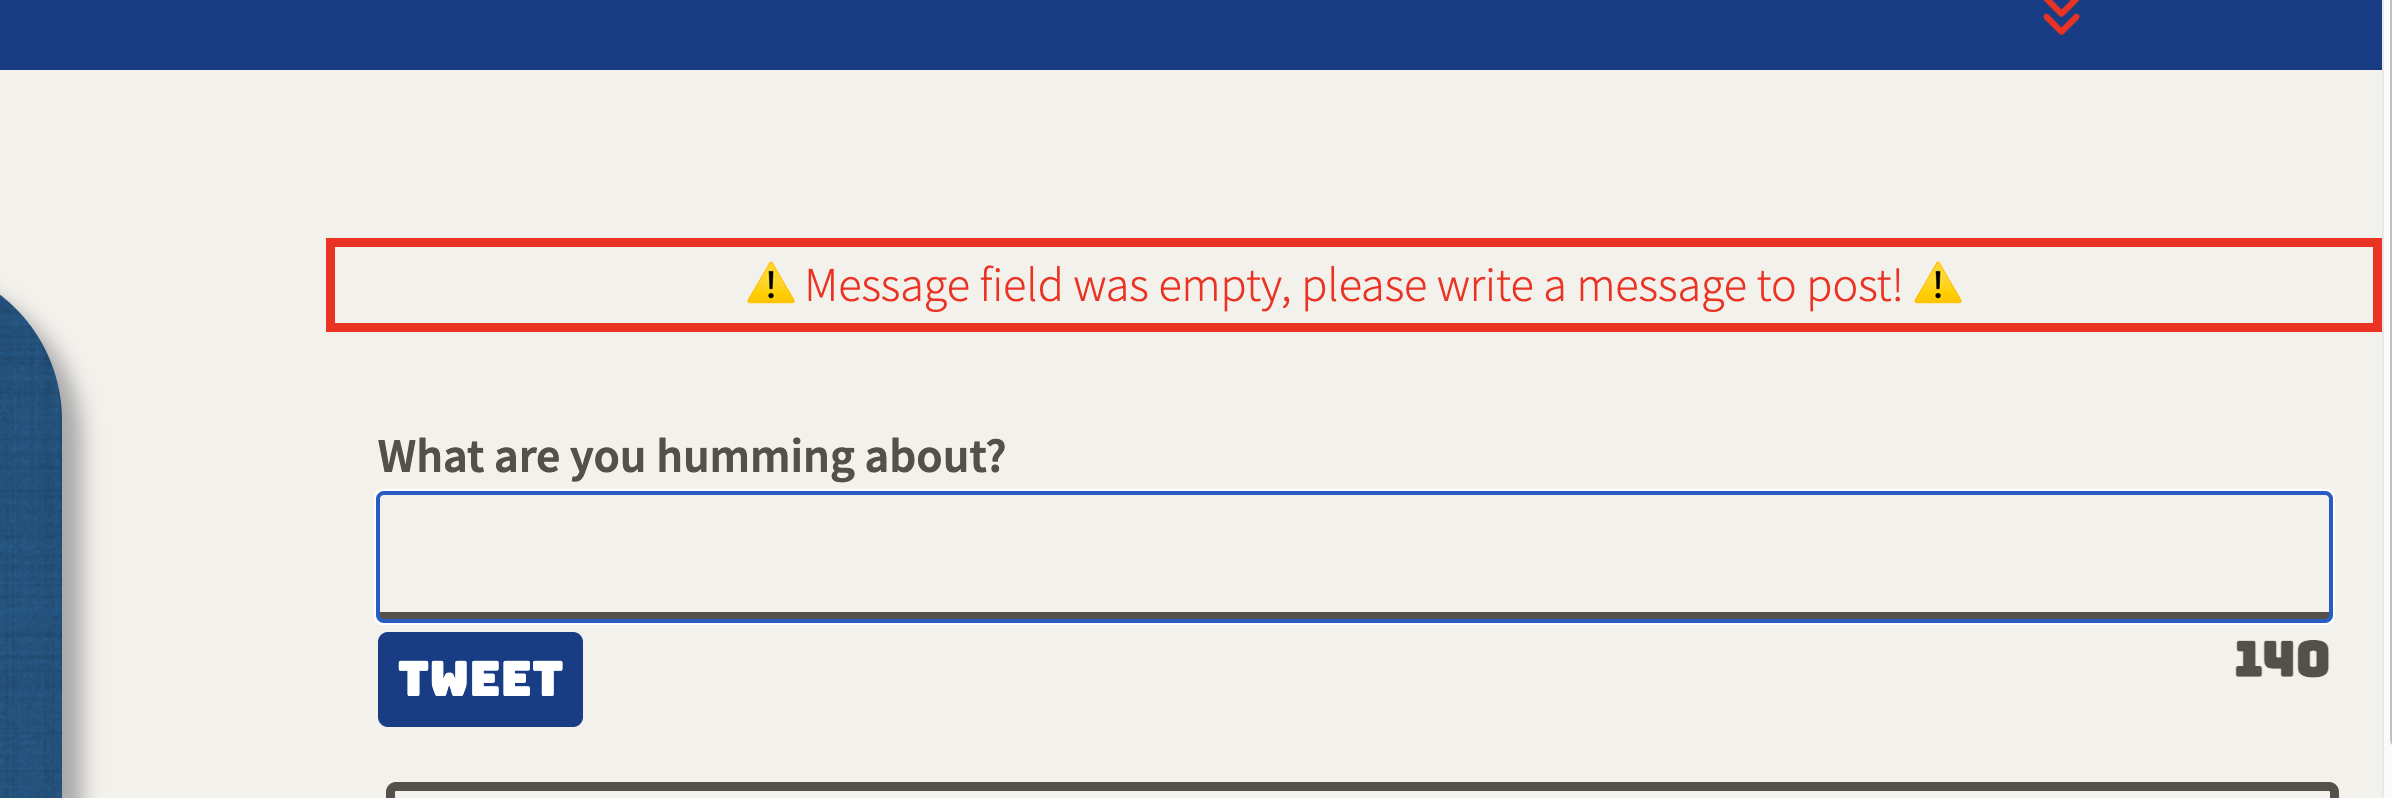 ⚠️ Message field was empty, please write a message to post! ⚠️
What are you humming about?
TWEET
140